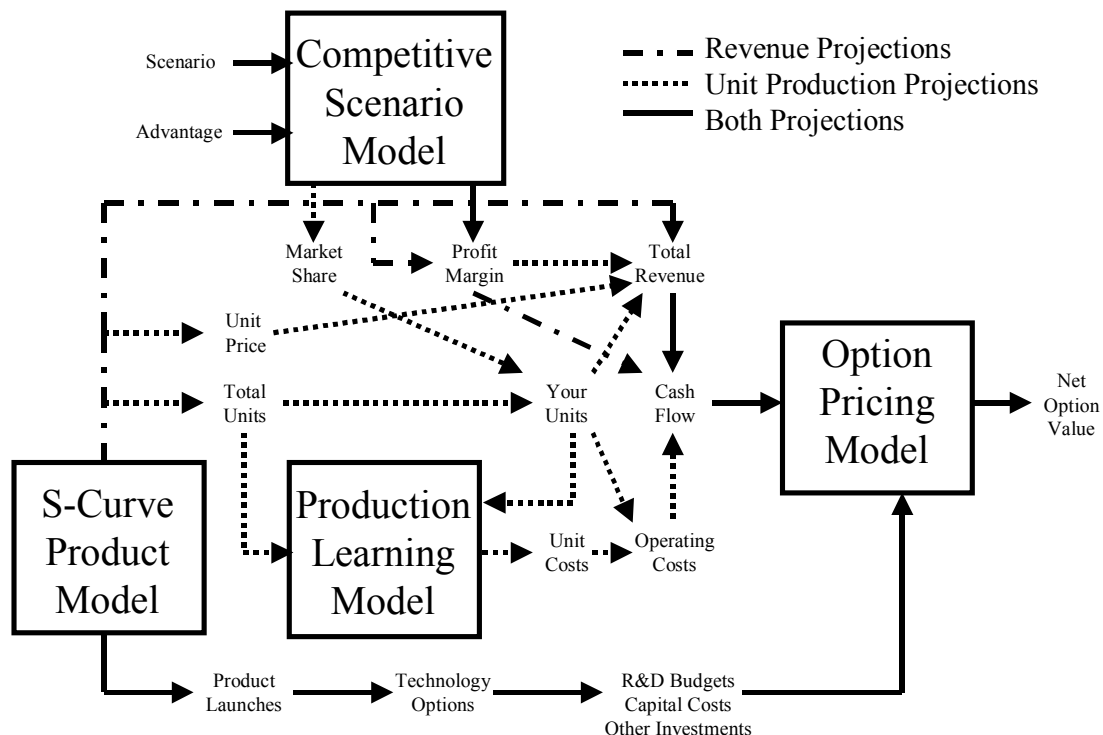 Competitive
Scenario
Model
Scenario
Advantage
Revenue Projections
Unit Production Projections
Both Projections
Market
Share
Profit
Margin
Total
Revenue
Unit
Price
Total
Units
Your
Units
Cash
Flow
Option
Pricing
Model
Net
Option
Value
S-Curve
Product
Model
Production
Learning
Model
Unit
Costs
Operating
Costs
Product
Launches
Technology
Options
R&D Budgets
Capital Costs
Other Investments